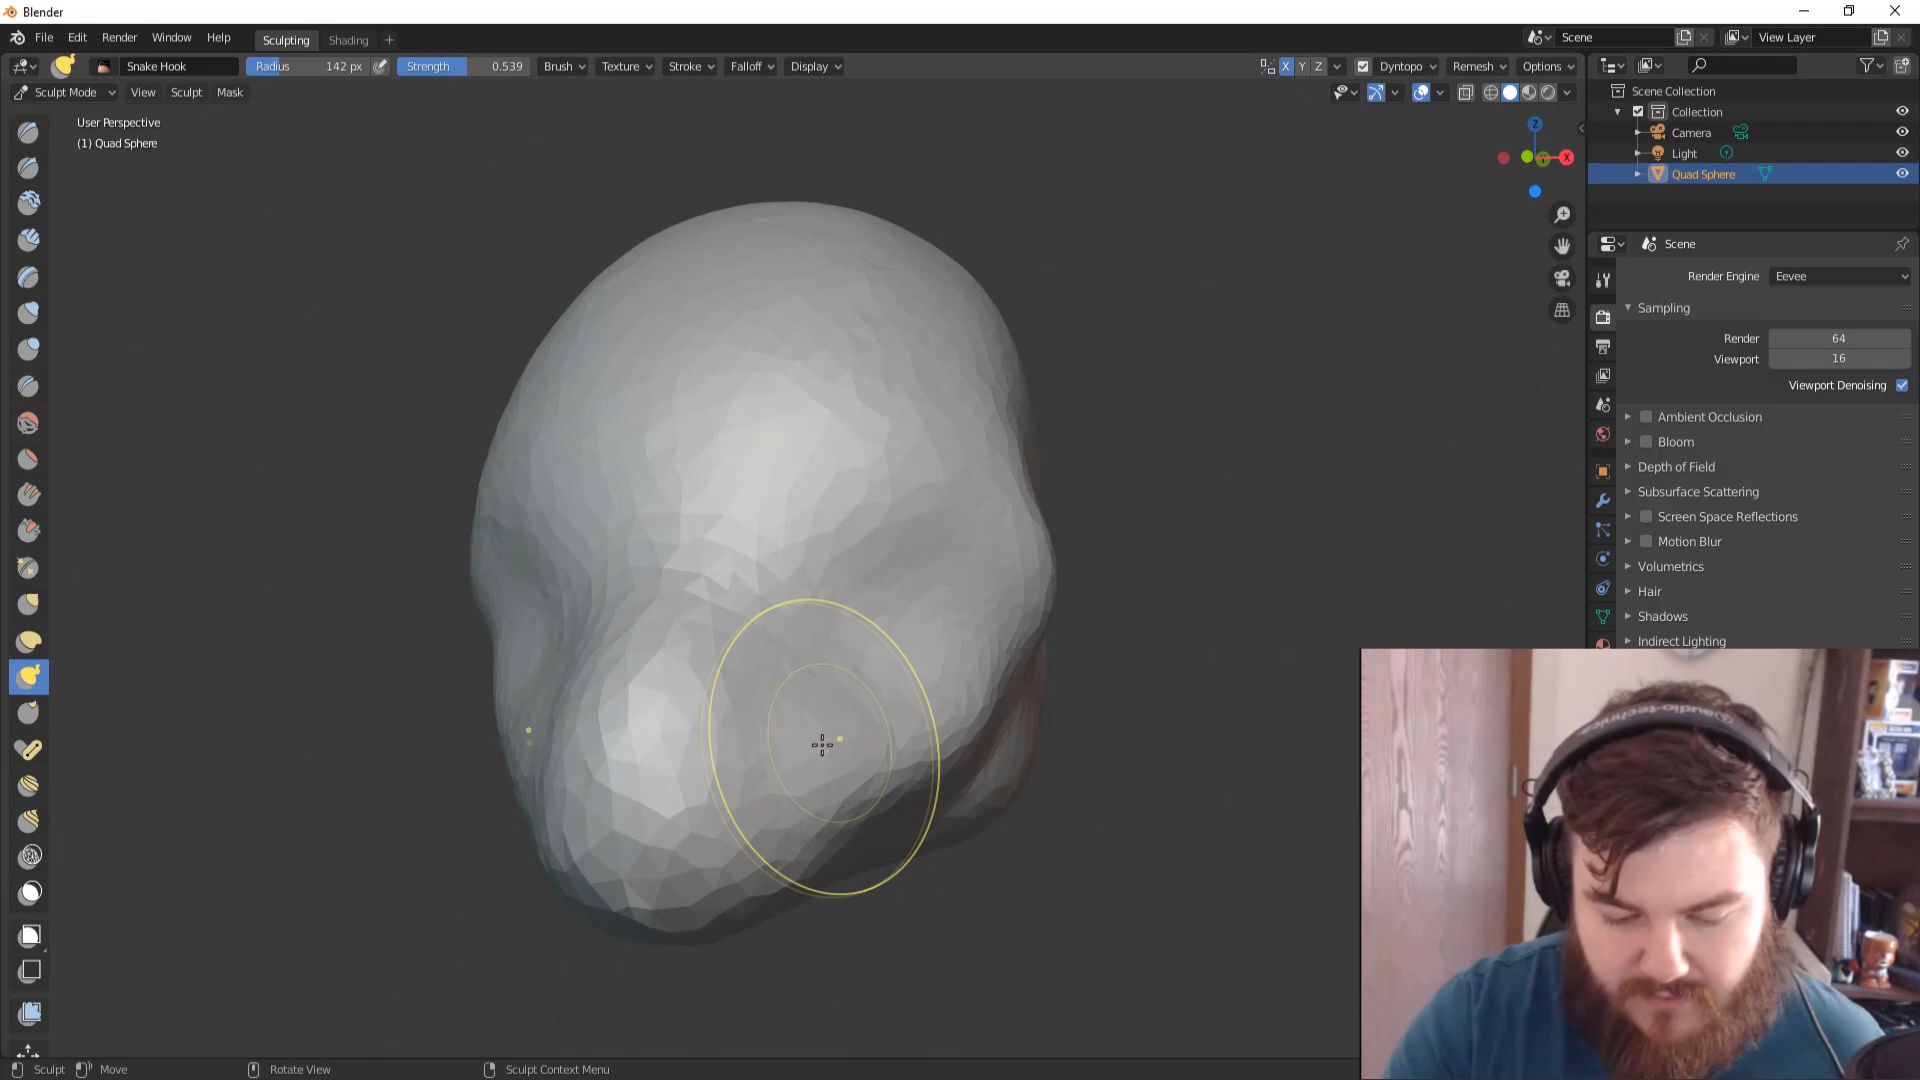 Blender
File Edit Render Window Help Sculpting Shading + Scene View Layer
Snake Hook Radius 142 px Strength 0.539 Brush Texture Stroke Falloff Display X Y Z Dyntopo Remesh Options
Sculpt Mode View Sculpt Mask
User Perspective
(1) Quad Sphere
Z
X
Scene Collection
Collection
Camera
Light
Quad Sphere
Scene
Render Engine Eevee
Sampling
Render 64
Viewport 16
Viewport Denoising
Ambient Occlusion
Bloom
Depth of Field
Subsurface Scattering
Screen Space Reflections
Motion Blur
Volumetrics
Hair
Shadows
Indirect Lighting
audio-technica
Sculpt Move Rotate View Sculpt Context Menu